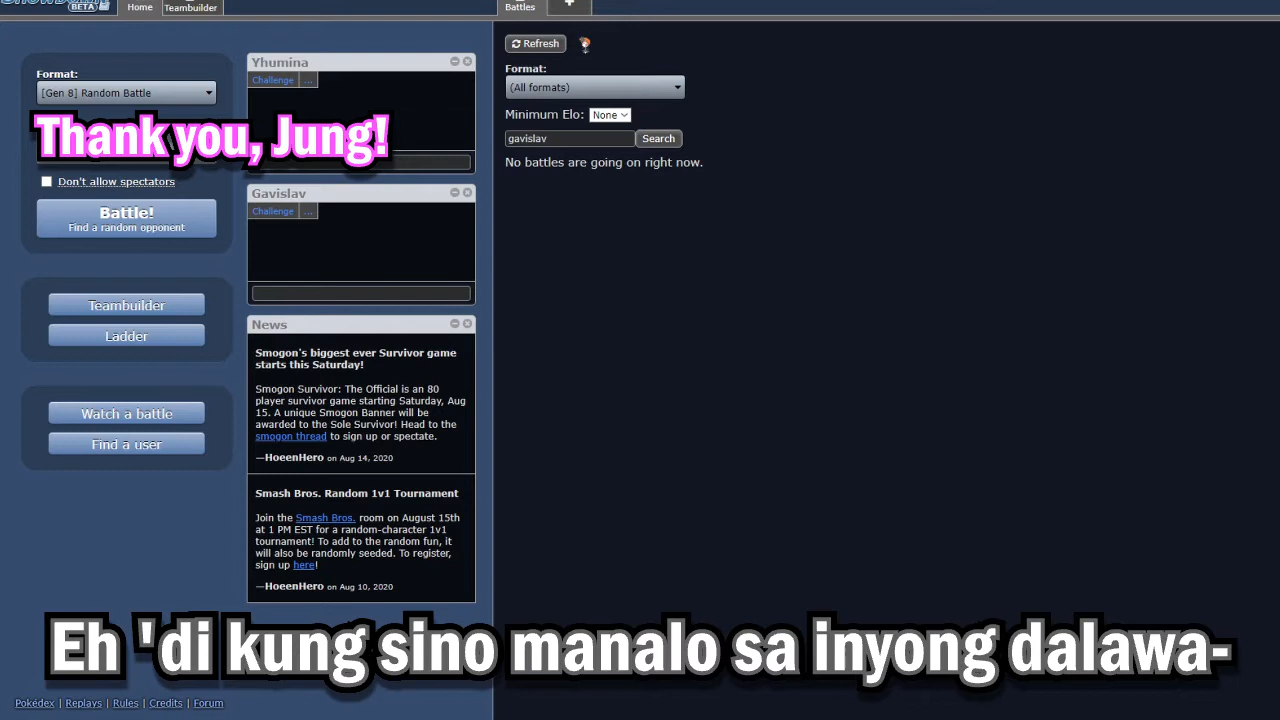 BETA
Home
Teambuilder
Battles
+
Format:
[Gen 8] Random Battle
Thank you, Jung!
Don't allow spectators
Battle!
Find a random opponent
Teambuilder
Ladder
Watch a battle
Find a user
Yhumina
Challenge
...
Gavislav
Challenge
...
News
Smogon's biggest ever Survivor game
starts this Saturday!
Smogon Survivor: The Official is an 80
player survivor game starting Saturday, Aug
15. A unique Smogon Banner will be
awarded to the Sole Survivor! Head to the
smogon thread to sign up or spectate.
—HoeenHero on Aug 14, 2020
Smash Bros. Random 1v1 Tournament
Join the Smash Bros. room on August 15th
at 1 PM EST for a random-character 1v1
tournament! To add to the random fun, it
will also be randomly seeded. To register,
sign up here!
—HoeenHero on Aug 10, 2020
Refresh
Format:
(All formats)
Minimum Elo: None
gavislav Search
No battles are going on right now.
Eh 'di kung sino manalo sa inyong dalawa-
Pokédex | Replays | Rules | Credits | Forum